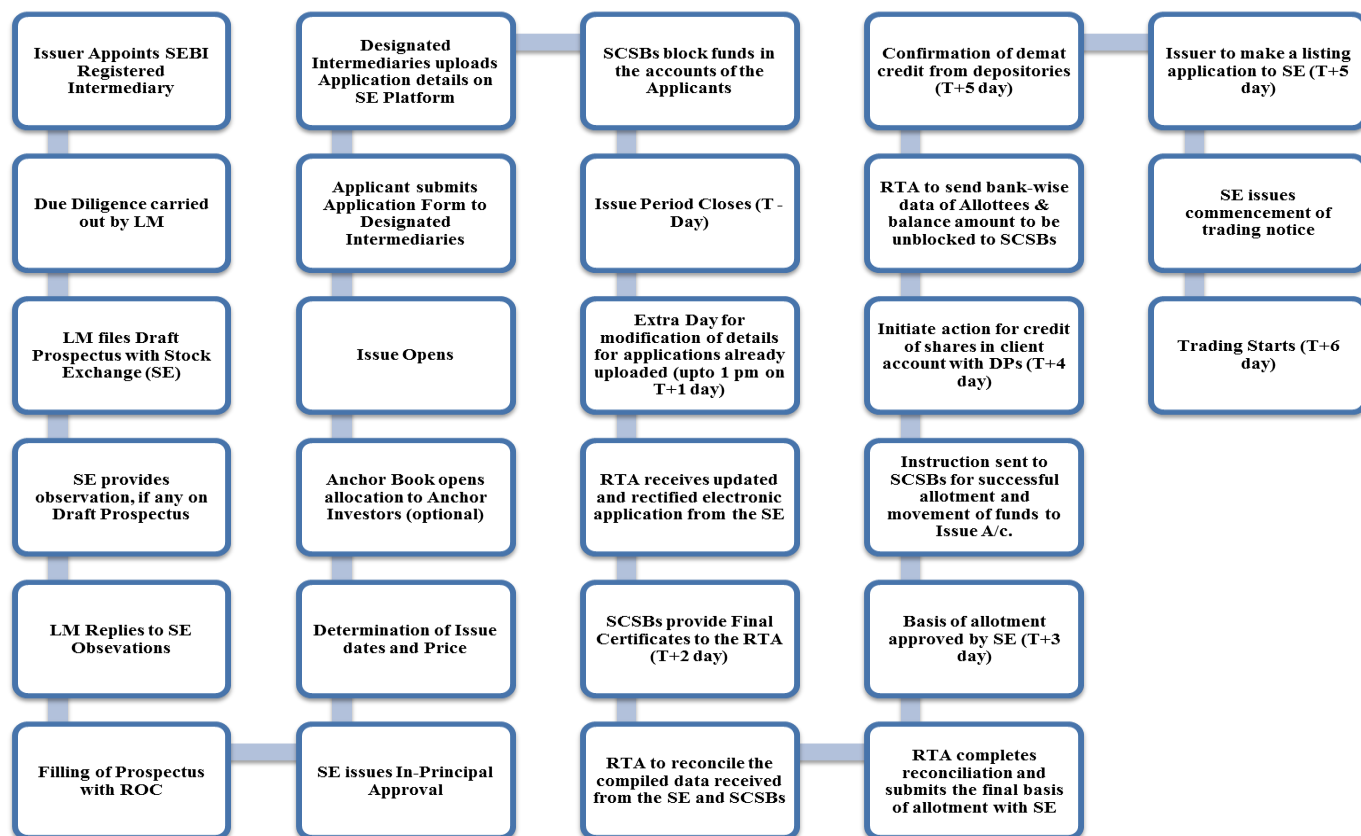 Issuer Appoints SEBI
Registered
Intermediary
Due Diligence carried
out by LM
LM files Draft
Prospectus with Stock
Exchange (SE)
SE provides
observation, if any on
Draft Prospectus
LM Replies to SE
Obsevations
Filling of Prospectus
with ROC
SE issues In-Principal
Approval
Determination of Issue
dates and Price
Anchor Book opens
allocation to Anchor
Investors (optional)
Issue Opens
Applicant submits
Application Form to
Designated
Intermediaries
Designated
Intermediaries uploads
Application details on
SE Platform
SCSBs block funds in
the accounts of the
Applicants
Issue Period Closes (T -
Day)
Extra Day for
modification of details
for applications already
uploaded (upto 1 pm on
T+1 day)
RTA receives updated
and rectified electronic
application from the SE
SCSBs provide Final
Certificates to the RTA
(T+2 day)
RTA to reconcile the
compiled data received
from the SE and SCSBs
RTA completes
reconciliation and
submits the final basis
of allotment with SE
Basis of allotment
approved by SE (T+3
day)
Instruction sent to
SCSBs for successful
allotment and
movement of funds to
Issue A/c.
Initiate action for credit
of shares in client
account with DPs (T+4
day)
RTA to send bank-wise
data of Allottees &
balance amount to be
unblocked to SCSBs
Confirmation of demat
credit from depositories
(T+5 day)
Issuer to make a listing
application to SE (T+5
day)
SE issues
commencement of
trading notice
Trading Starts (T+6
day)